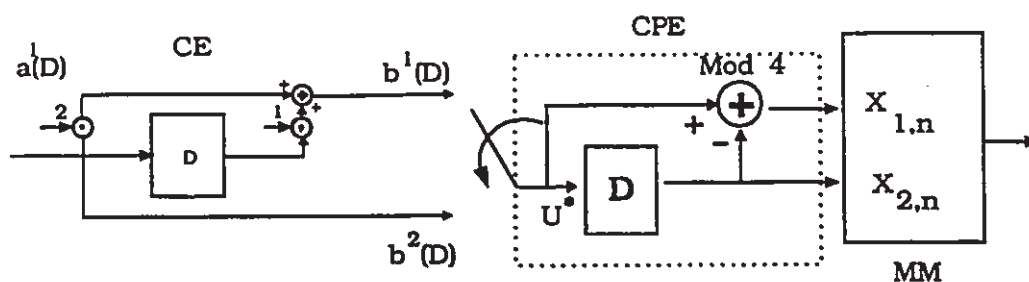 CE
a¹(D)
2
D
+
+
1
b¹(D)
b²(D)
CPE
Mod 4
+
+
-
D
U*
X₁,ₙ
X₂,ₙ
MM